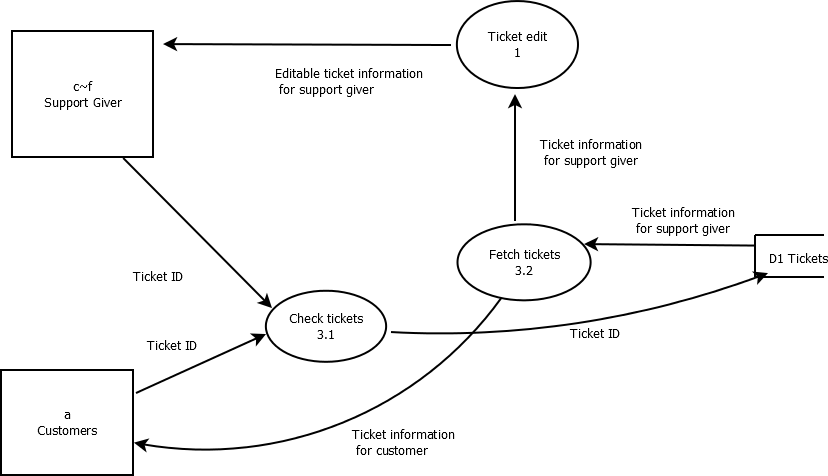 Ticket edit
1
c~f
Support Giver
Editable ticket information
for support giver
Ticket information
for support giver
Ticket information
for support giver
Fetch tickets
3.2
D1 Tickets
Ticket ID
Check tickets
3.1
Ticket ID
Ticket ID
a
Customers
Ticket information
for customer